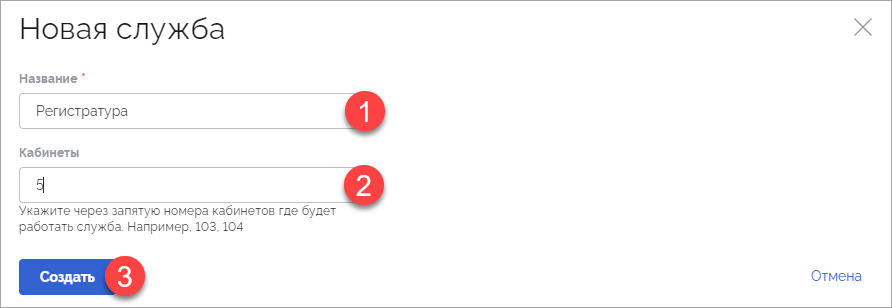 Новая служба
Название *
Регистратура
1
Кабинеты
5
2
Укажите через запятую номера кабинетов где будет
работать служба. Например, 103, 104
Создать
3
Отмена